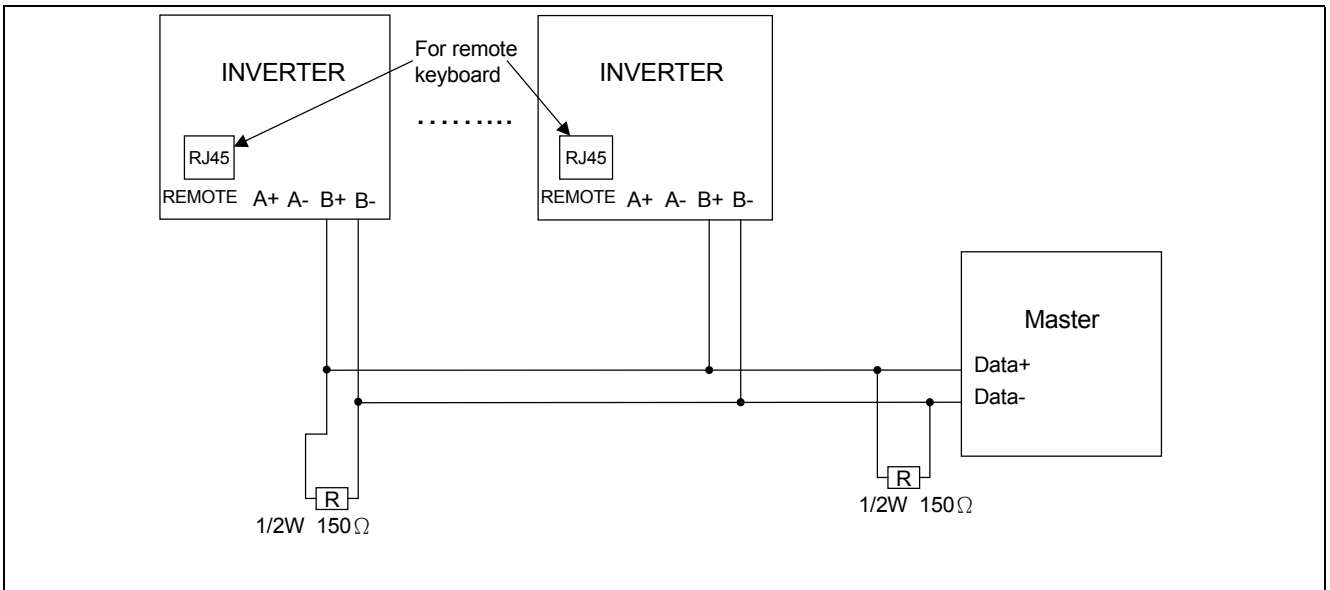 INVERTER
RJ45
REMOTE A+ A- B+ B-
For remote
keyboard
.........
INVERTER
RJ45
REMOTE A+ A- B+ B-
Master
Data+
Data-
R
1/2W 150Ω
R
1/2W 150Ω